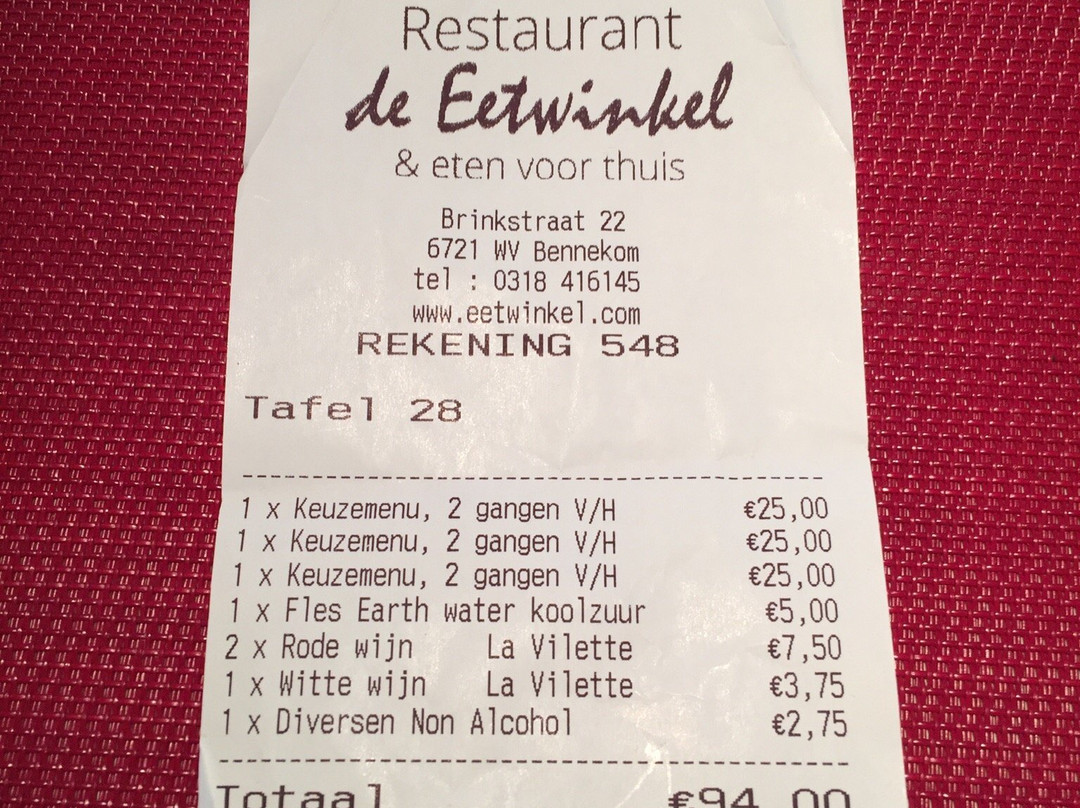 Restaurant
de Eetwinkel
& eten voor thuis
Brinkstraat 22
6721 WV Bennekom
tel : 0318 416145
www.eetwinkel.com
REKENING 548
Tafel 28
1 x Keuzemenu, 2 gangen V/H €25,00
1 x Keuzemenu, 2 gangen V/H €25,00
1 x Keuzemenu, 2 gangen V/H €25,00
1 x Fles Earth water koolzuur €5,00
2 x Rode wijn La Vilette €7,50
1 x Witte wijn La Vilette €3,75
1 x Diversen Non Alcohol €2,75
Totaal €94,00